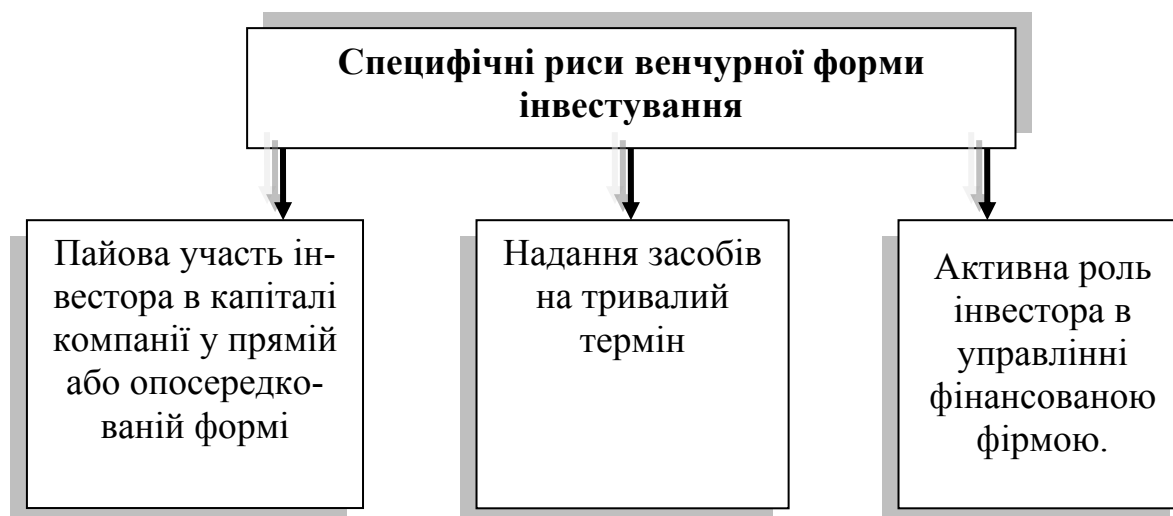 Специфічні риси венчурної форми
інвестування
Пайова участь ін-
вестора в капіталі
компанії у прямій
або опосередко-
ваній формі
Надання засобів
на тривалий
термін
Активна роль
інвестора в
управлінні
фінансованою
фірмою.